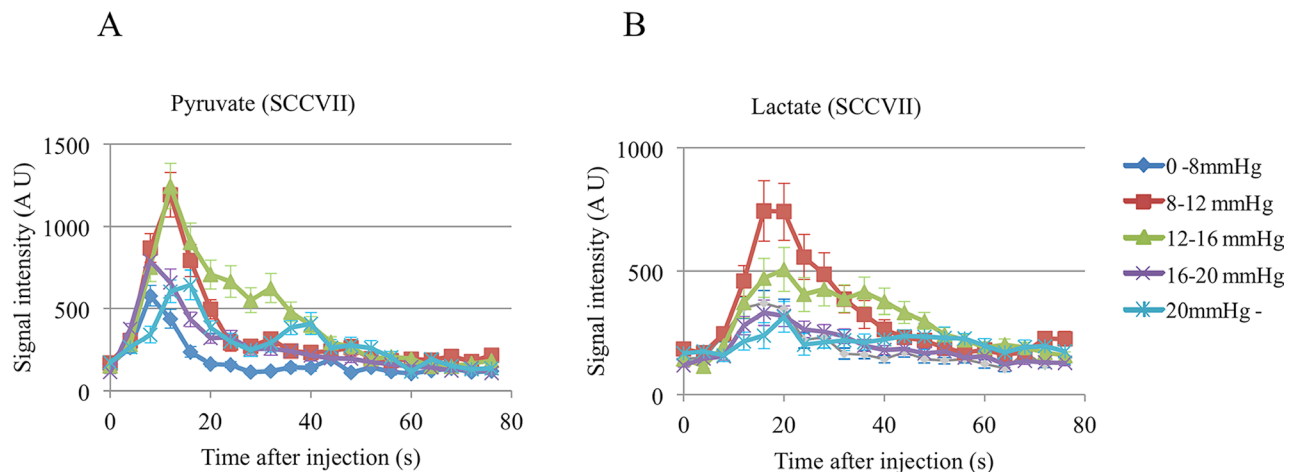 A
B
Pyruvate (SCCVII)
Lactate (SCCVII)
Signal intensity (A U)
1500
1000
500
0
0 20 40 60 80
Time after injection (s)
Signal intensity (A U)
1000
500
0
0 20 40 60 80
Time after injection (s)
0 -8mmHg
8-12 mmHg
12-16 mmHg
16-20 mmHg
20mmHg -